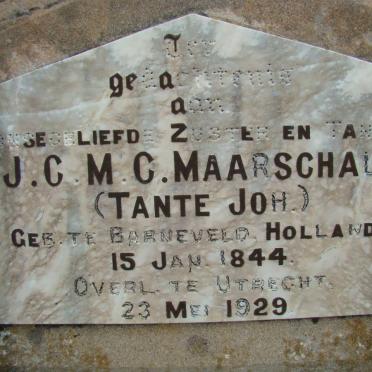 Ter
gedachtenis
aan
onze geliefde Zuster en Tan
J.C.M.C. Maarschal
(Tante Joh.)
Geb. te Barneveld. Holland
15 Jan 1844.
Overl. te Utrecht.
23 Mei 1929.